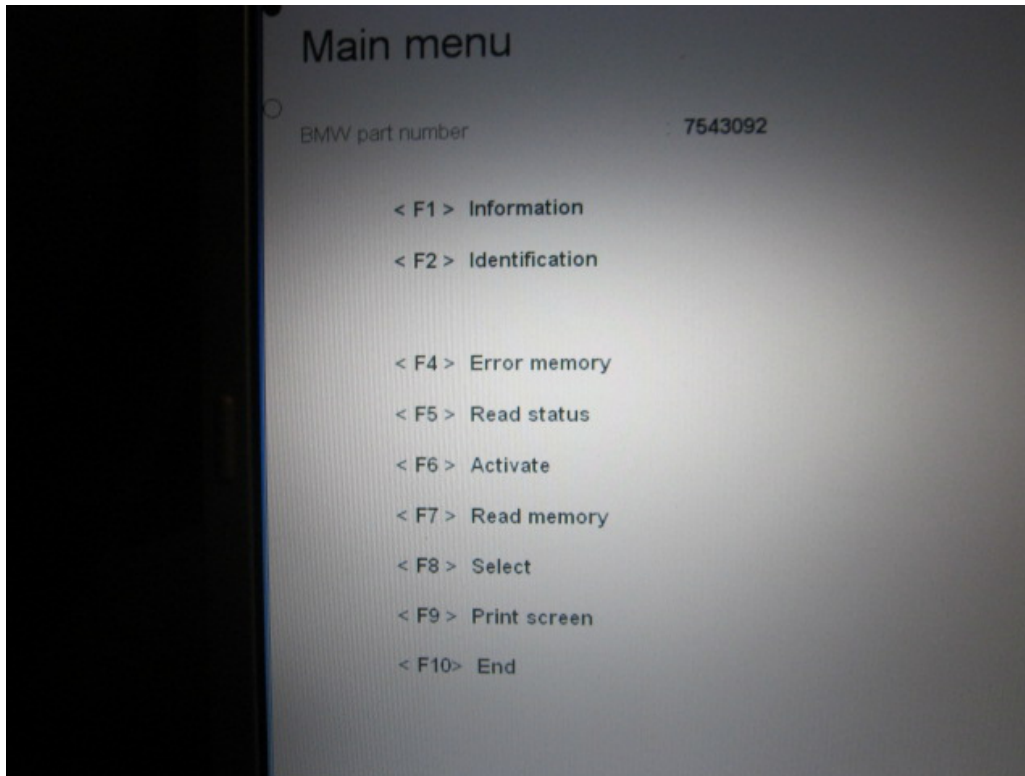 Main menu
BMW part number : 7543092
< F1 > Information
< F2 > Identification
< F4 > Error memory
< F5 > Read status
< F6 > Activate
< F7 > Read memory
< F8 > Select
< F9 > Print screen
< F10> End